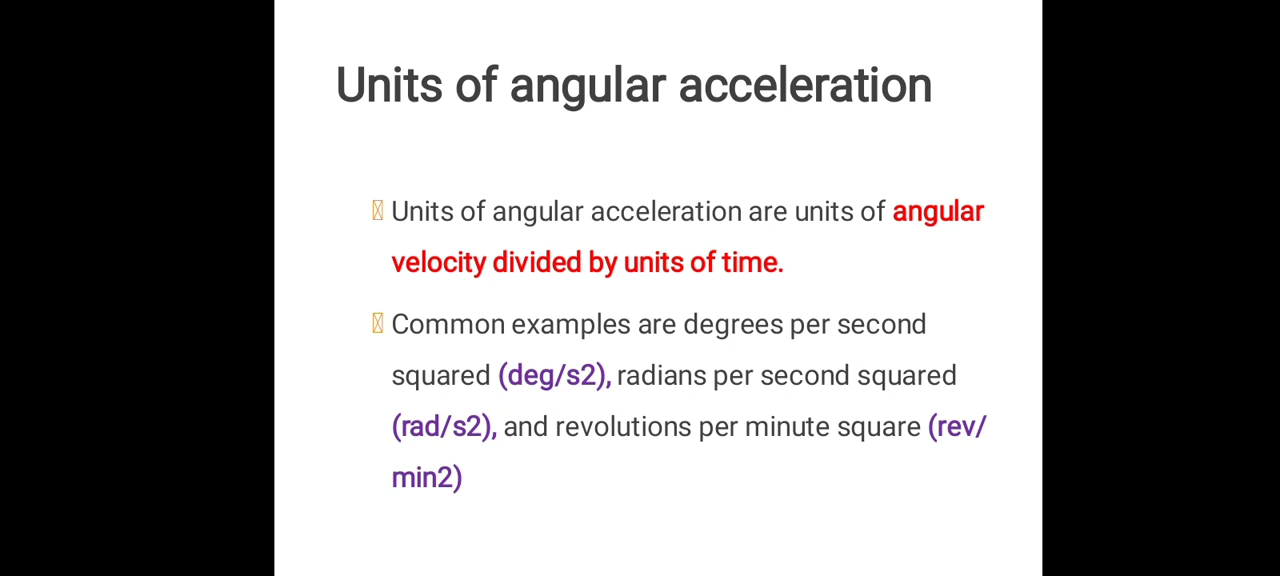 Units of angular acceleration
Units of angular acceleration are units of angular
velocity divided by units of time.
Common examples are degrees per second
squared (deg/s2), radians per second squared
(rad/s2), and revolutions per minute square (rev/
min2)